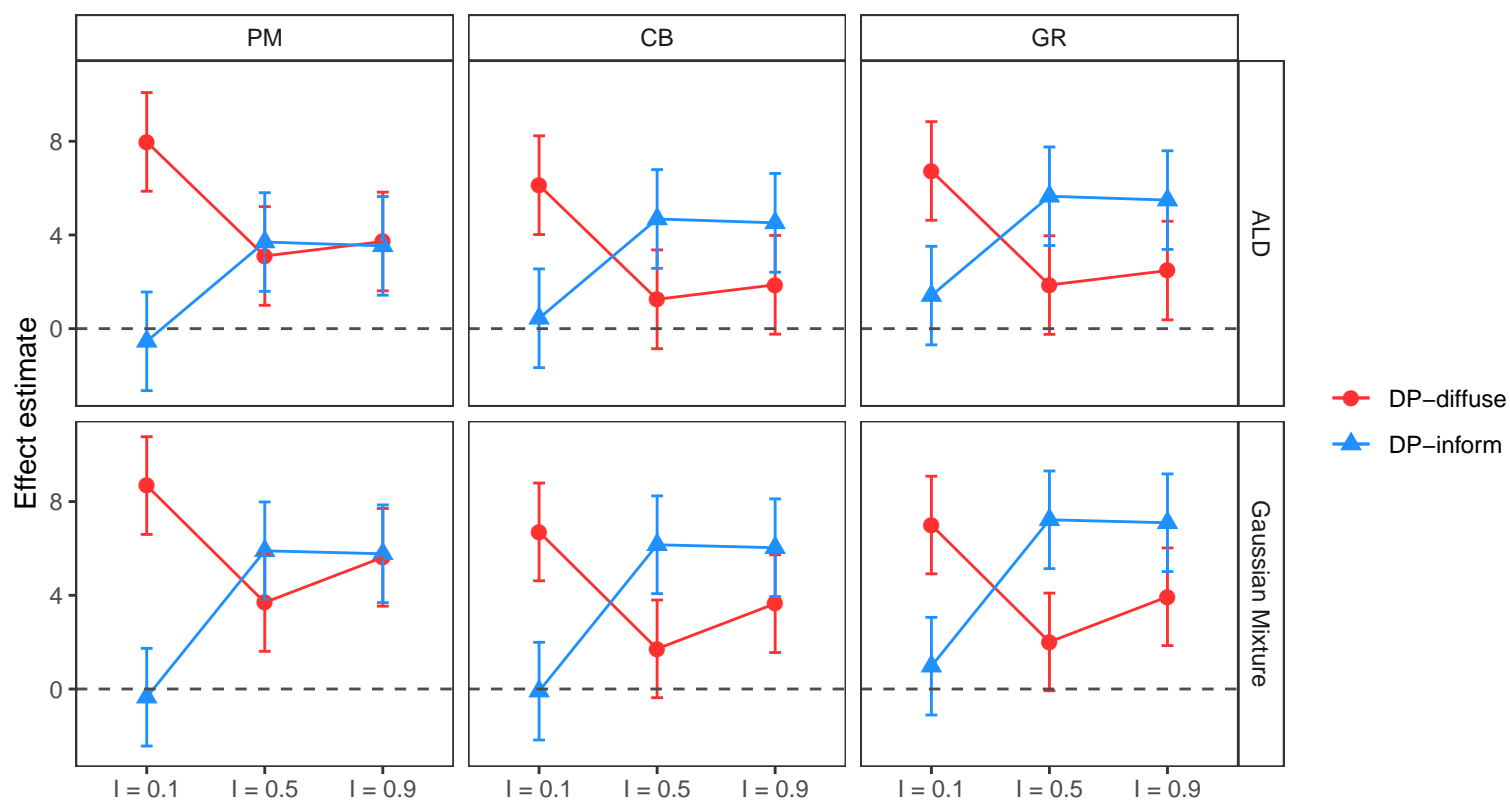 PM CB GR
8
4
0
ALD
Effect estimate
DP−diffuse
DP−inform
8
4
0
Gaussian Mixture
l = 0.1 l = 0.5 l = 0.9 l = 0.1 l = 0.5 l = 0.9 l = 0.1 l = 0.5 l = 0.9